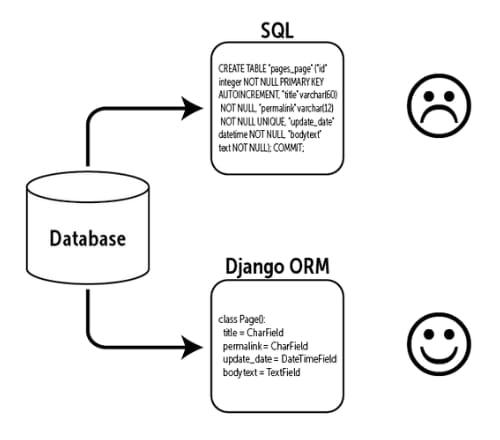 SQL
CREATE TABLE "pages_page" ("id"
integer NOT NULL PRIMARY KEY
AUTOINCREMENT, "title" varchar(60)
NOT NULL, "permalink" varchar(12)
NOT NULL UNIQUE, "update_date"
datetime NOT NULL, "bodytext"
text NOT NULL); COMMIT;
Database
Django ORM
class Page():
title = CharField
permalink = CharField
update_date = DateTimeField
bodytext = TextField